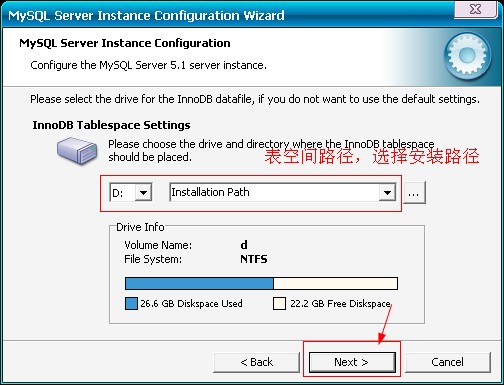 MySQL Server Instance Configuration Wizard
MySQL Server Instance Configuration
Configure the MySQL Server 5.1 server instance.
Please select the drive for the InnoDB datafile, if you do not want to use the default settings.
InnoDB Tablespace Settings
Please choose the drive and directory where the InnoDB tablespace
should be placed.
表空间路径，选择安装路径
D: Installation Path ...
Drive Info
Volume Name: d
File System: NTFS
26.6 GB Diskspace Used 22.2 GB Free Diskspace
< Back Next > Cancel